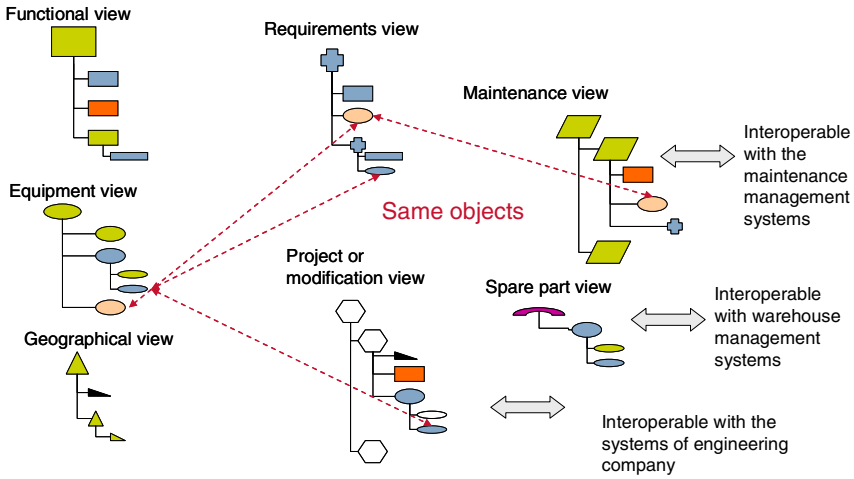 Functional view
Requirements view
Maintenance view
Interoperable
with the
maintenance
management
systems
Equipment view
Same objects
Project or
modification view
Spare part view
Interoperable
with warehouse
management
systems
Geographical view
Interoperable with the
systems of engineering
company